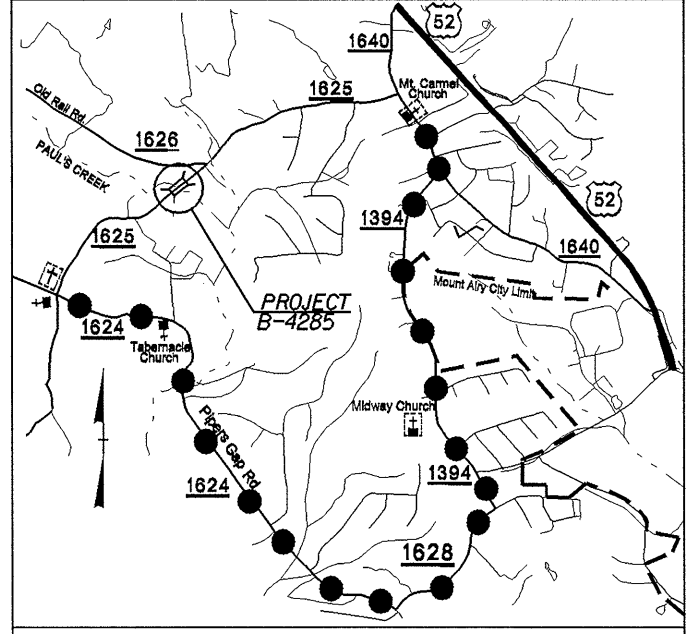 52
1640
Mt. Carmel
Church
1625
Old Rail Rd.
1626
PAUL'S CREEK
52
1394
1625
1640
Mount Airy City Limit
PROJECT
B-4285
1624
Tabernacle
Church
Midway Church
Pipers Gap Rd.
1624
1394
1628